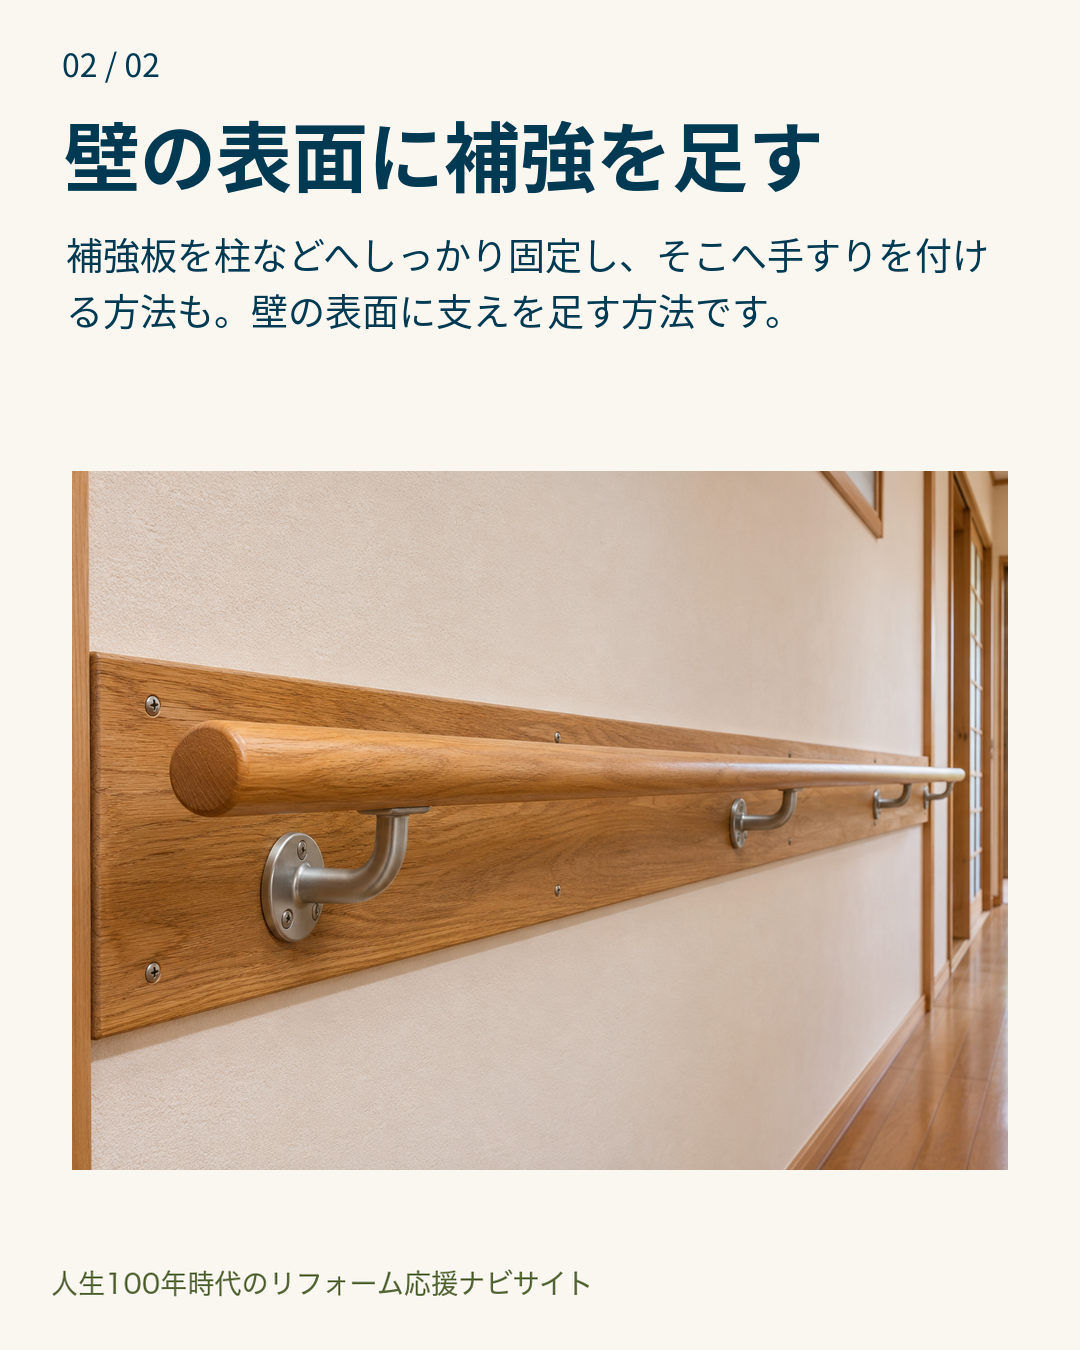 02 / 02
壁の表面に補強を足す
補強板を柱などへしっかり固定し、そこへ手すりを付け
る方法も。壁の表面に支えを足す方法です。
人生100年時代のリフォーム応援ナビサイト